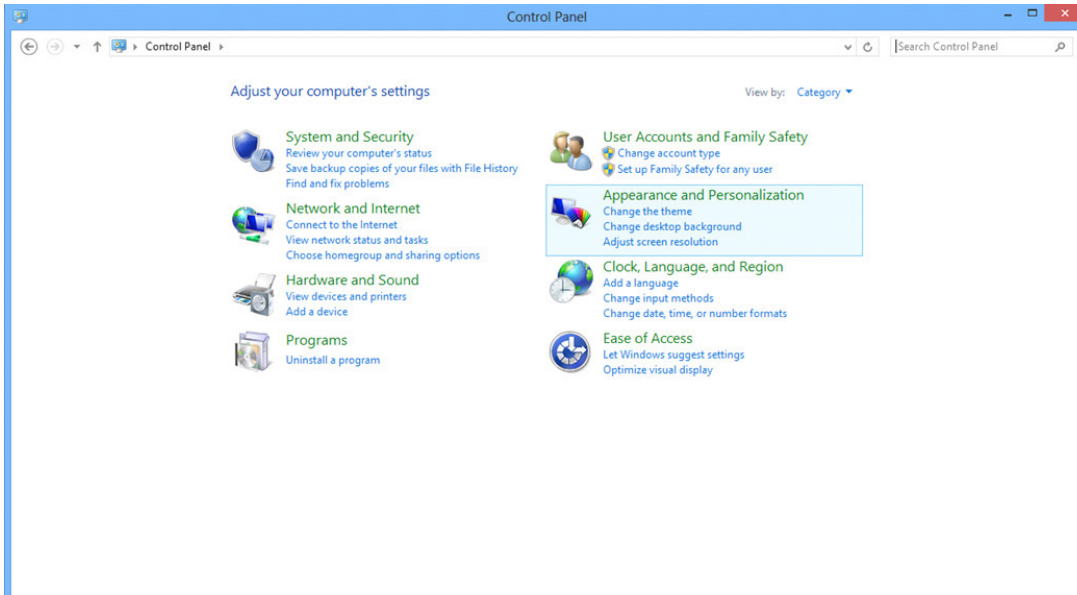 Control Panel
Control Panel
Search Control Panel
Adjust your computer's settings
View by: Category
System and Security
Review your computer's status
Save backup copies of your files with File History
Find and fix problems
Network and Internet
Connect to the Internet
View network status and tasks
Choose homegroup and sharing options
Hardware and Sound
View devices and printers
Add a device
Programs
Uninstall a program
User Accounts and Family Safety
Change account type
Set up Family Safety for any user
Appearance and Personalization
Change the theme
Change desktop background
Adjust screen resolution
Clock, Language, and Region
Add a language
Change input methods
Change date, time, or number formats
Ease of Access
Let Windows suggest settings
Optimize visual display